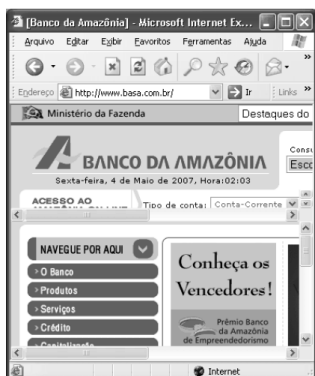 [Banco da Amazônia] - Microsoft Internet Ex...
Arquivo Editar Exibir Favoritos Ferramentas Ajuda
Endereço http://www.basa.com.br/ Ir Links
Ministério da Fazenda Destaques do
BANCO DA AMAZÔNIA
Sexta-feira, 4 de Maio de 2007, Hora:02:03
ACESSO AO
Tipo de conta: Conta-Corrente
NAVEGUE POR AQUI
O Banco
Produtos
Serviços
Crédito
Capitalização
Conheça os
Vencedores!
Prêmio Banco
da Amazônia
de Empreendedorismo
Internet